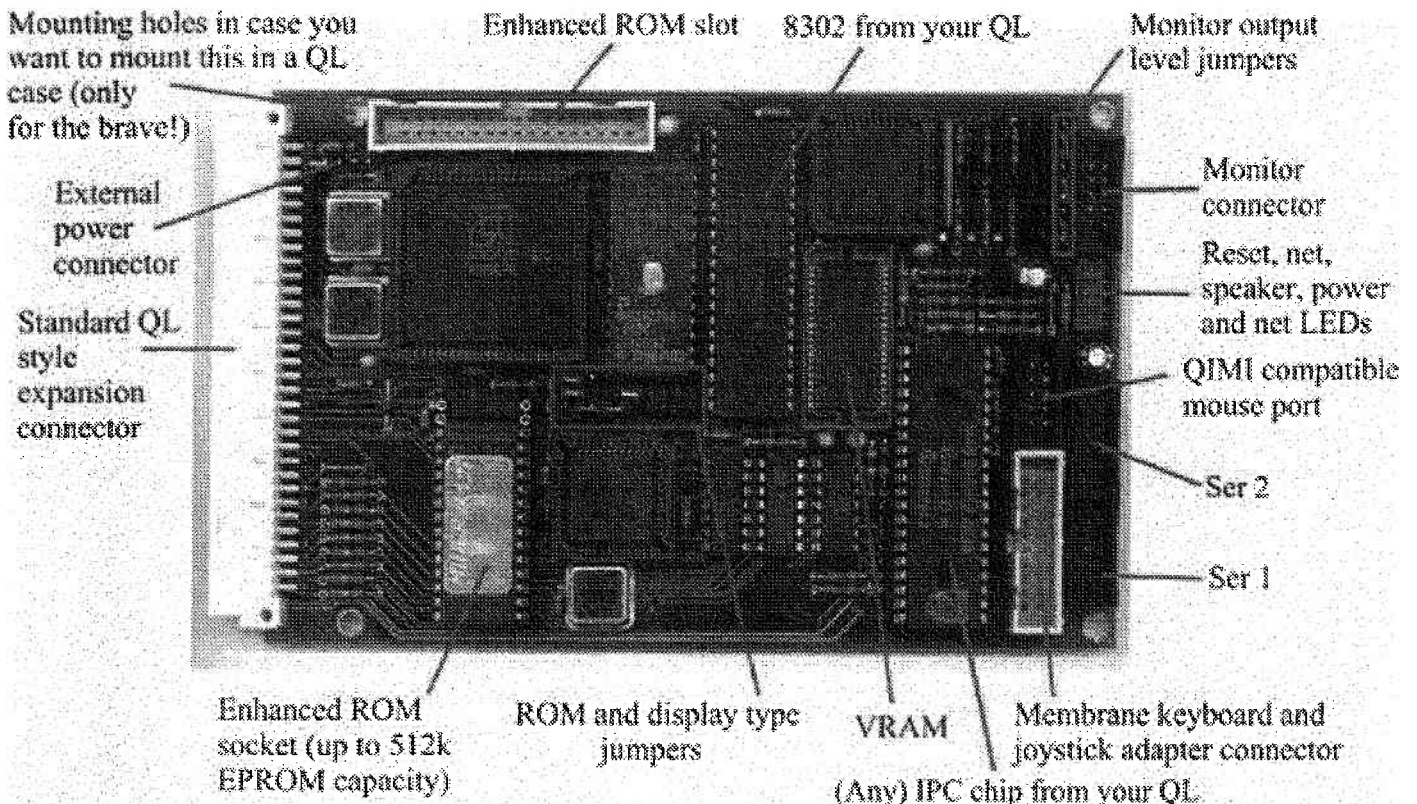 Mounting holes in case you
want to mount this in a QL
case (only
for the brave!)
Enhanced ROM slot
8302 from your QL
Monitor output
level jumpers
External
power
connector
Monitor
connector
Standard QL
style
expansion
connector
Reset, net,
speaker, power
and net LEDs
QIMI compatible
mouse port
Ser 2
Ser 1
Enhanced ROM
socket (up to 512k
EPROM capacity)
ROM and display type
jumpers
VRAM
Membrane keyboard and
joystick adapter connector
(Any) IPC chip from your QL